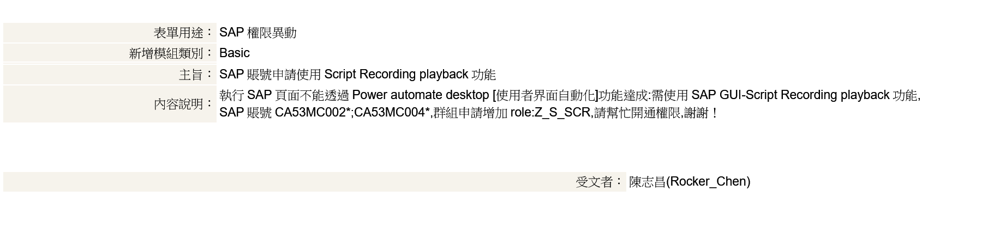 表單用途： SAP 權限異動
新增模組類別： Basic
主旨： SAP 賬號申請使用 Script Recording playback 功能
內容說明： 執行 SAP 頁面不能透過 Power automate desktop [使用者界面自動化]功能達成:需使用 SAP GUI-Script Recording playback 功能,
SAP 賬號 CA53MC002*;CA53MC004*,群組申請增加 role:Z_S_SCR,請幫忙開通權限,謝謝！
受文者： 陳志昌(Rocker_Chen)